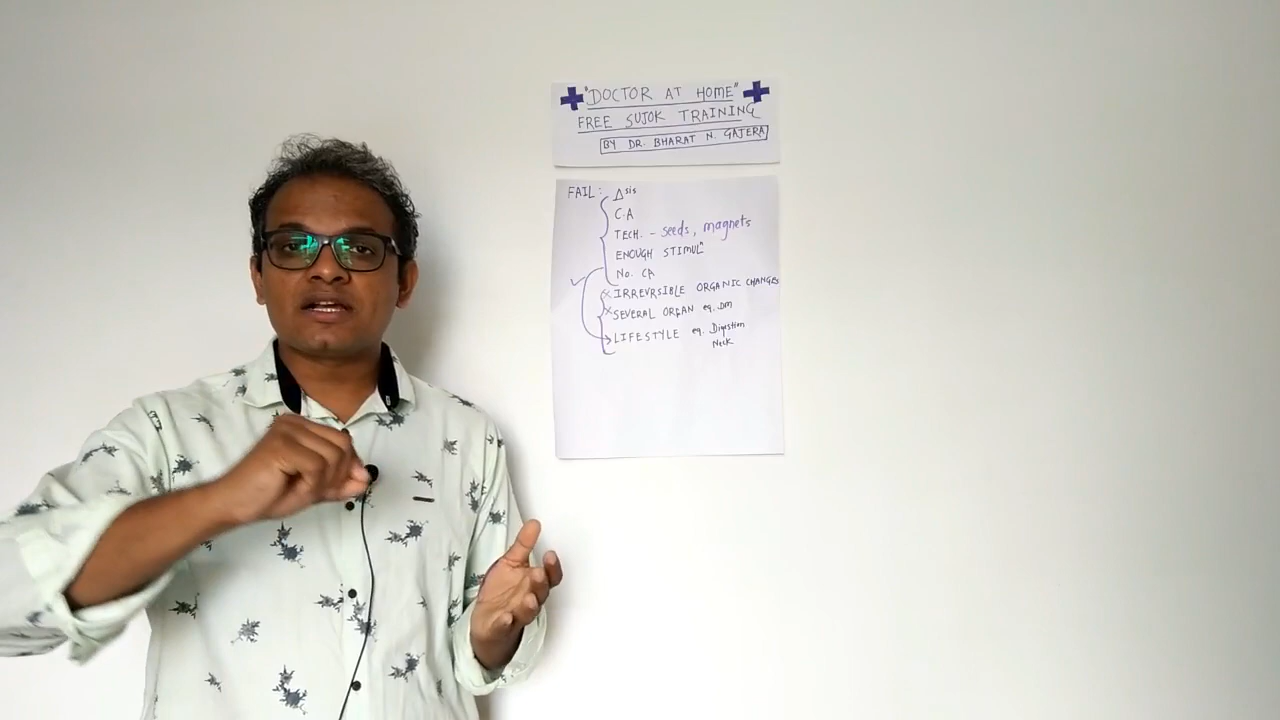 "DOCTOR AT HOME"
FREE SUJOK TRAINING
BY DR. BHARAT N. GAJERA
FAIL: Δsis
C.A
TECH. - seeds, magnets
ENOUGH STIMULn
No. CA
x IRREVRSIBLE ORGANIC CHANGES
x SEVERAL ORGAN eg. DM
LIFESTYLE eg. Digestion
Neck